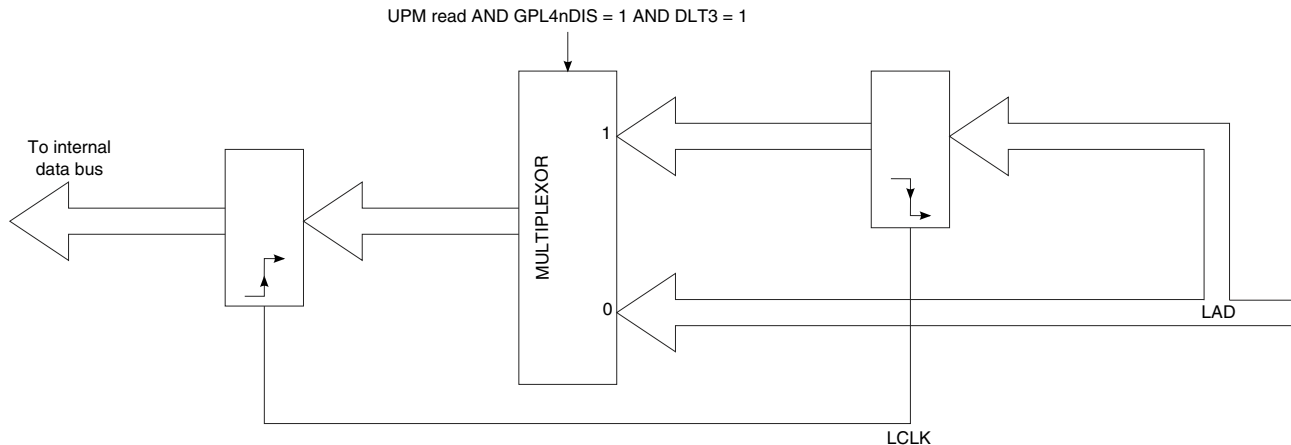 UPM read AND GPL4nDIS = 1 AND DLT3 = 1
To internal
data bus
MULTIPLEXOR
1
0
LAD
LCLK